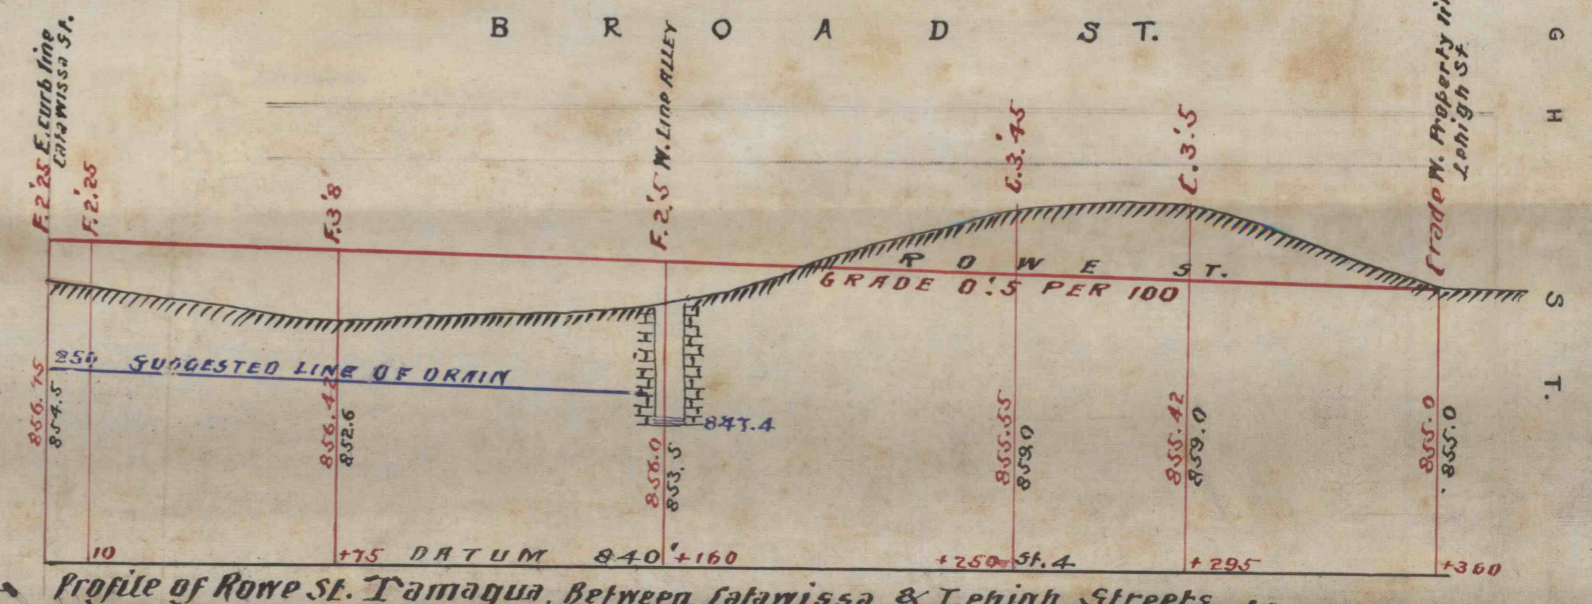 BROAD ST.
E. curb line
Catawissa St.
F. 2.'25
F. 2.'25
F. 3'8
F. 2.'5
W. Line ALLEY
C. 3.'45
C. 3.'5
Grade
W. Property
Lehigh St
G H
S T.
ROWE ST.
GRADE 0.'5 PER 100
850
SUGGESTED LINE OF DRAIN
847.4
856.75
854.5
856.42
852.6
856.0
853.5
855.55
859.0
855.42
859.0
855.0
855.0
10
+75
DATUM 840'
+160
+250
St. 4
+295
+360
Profile of Rowe St. Tamaqua, Between Catawissa & Lehigh Streets